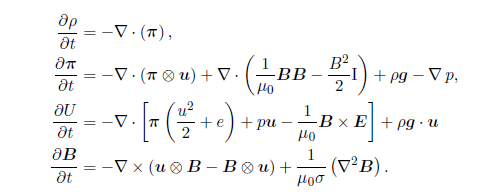 ∂ρ/∂t = −∇ · (π),
∂π/∂t = −∇ · (π ⊗ u) + ∇ · (1/μ₀ BB − B²/2 I) + ρg − ∇p,
∂U/∂t = −∇ · [π (u²/2 + e) + pu − 1/μ₀ B × E] + ρg · u
∂B/∂t = −∇ × (u ⊗ B − B ⊗ u) + 1/μ₀σ (∇²B).